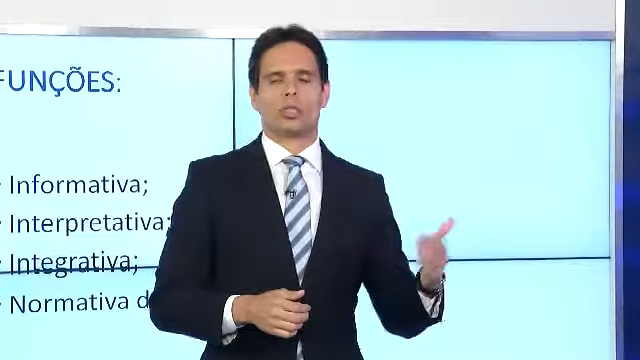 FUNÇÕES:
Informativa;
Interpretativa;
Integrativa;
Normativa d